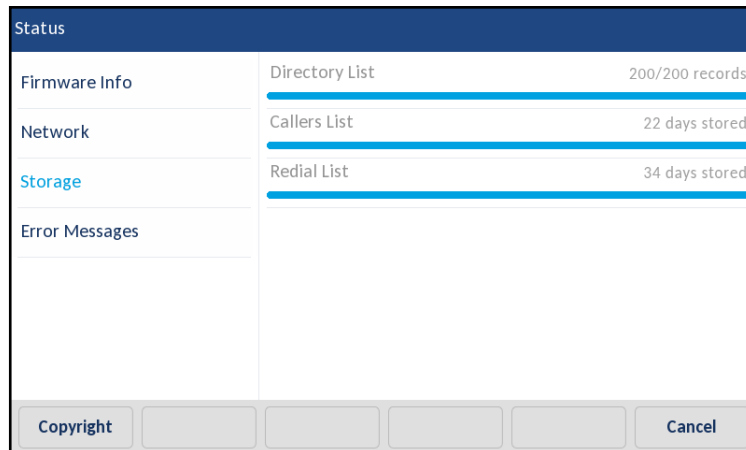 Status
Firmware Info
Network
Storage
Error Messages
Directory List 200/200 records
Callers List 22 days stored
Redial List 34 days stored
Copyright Cancel